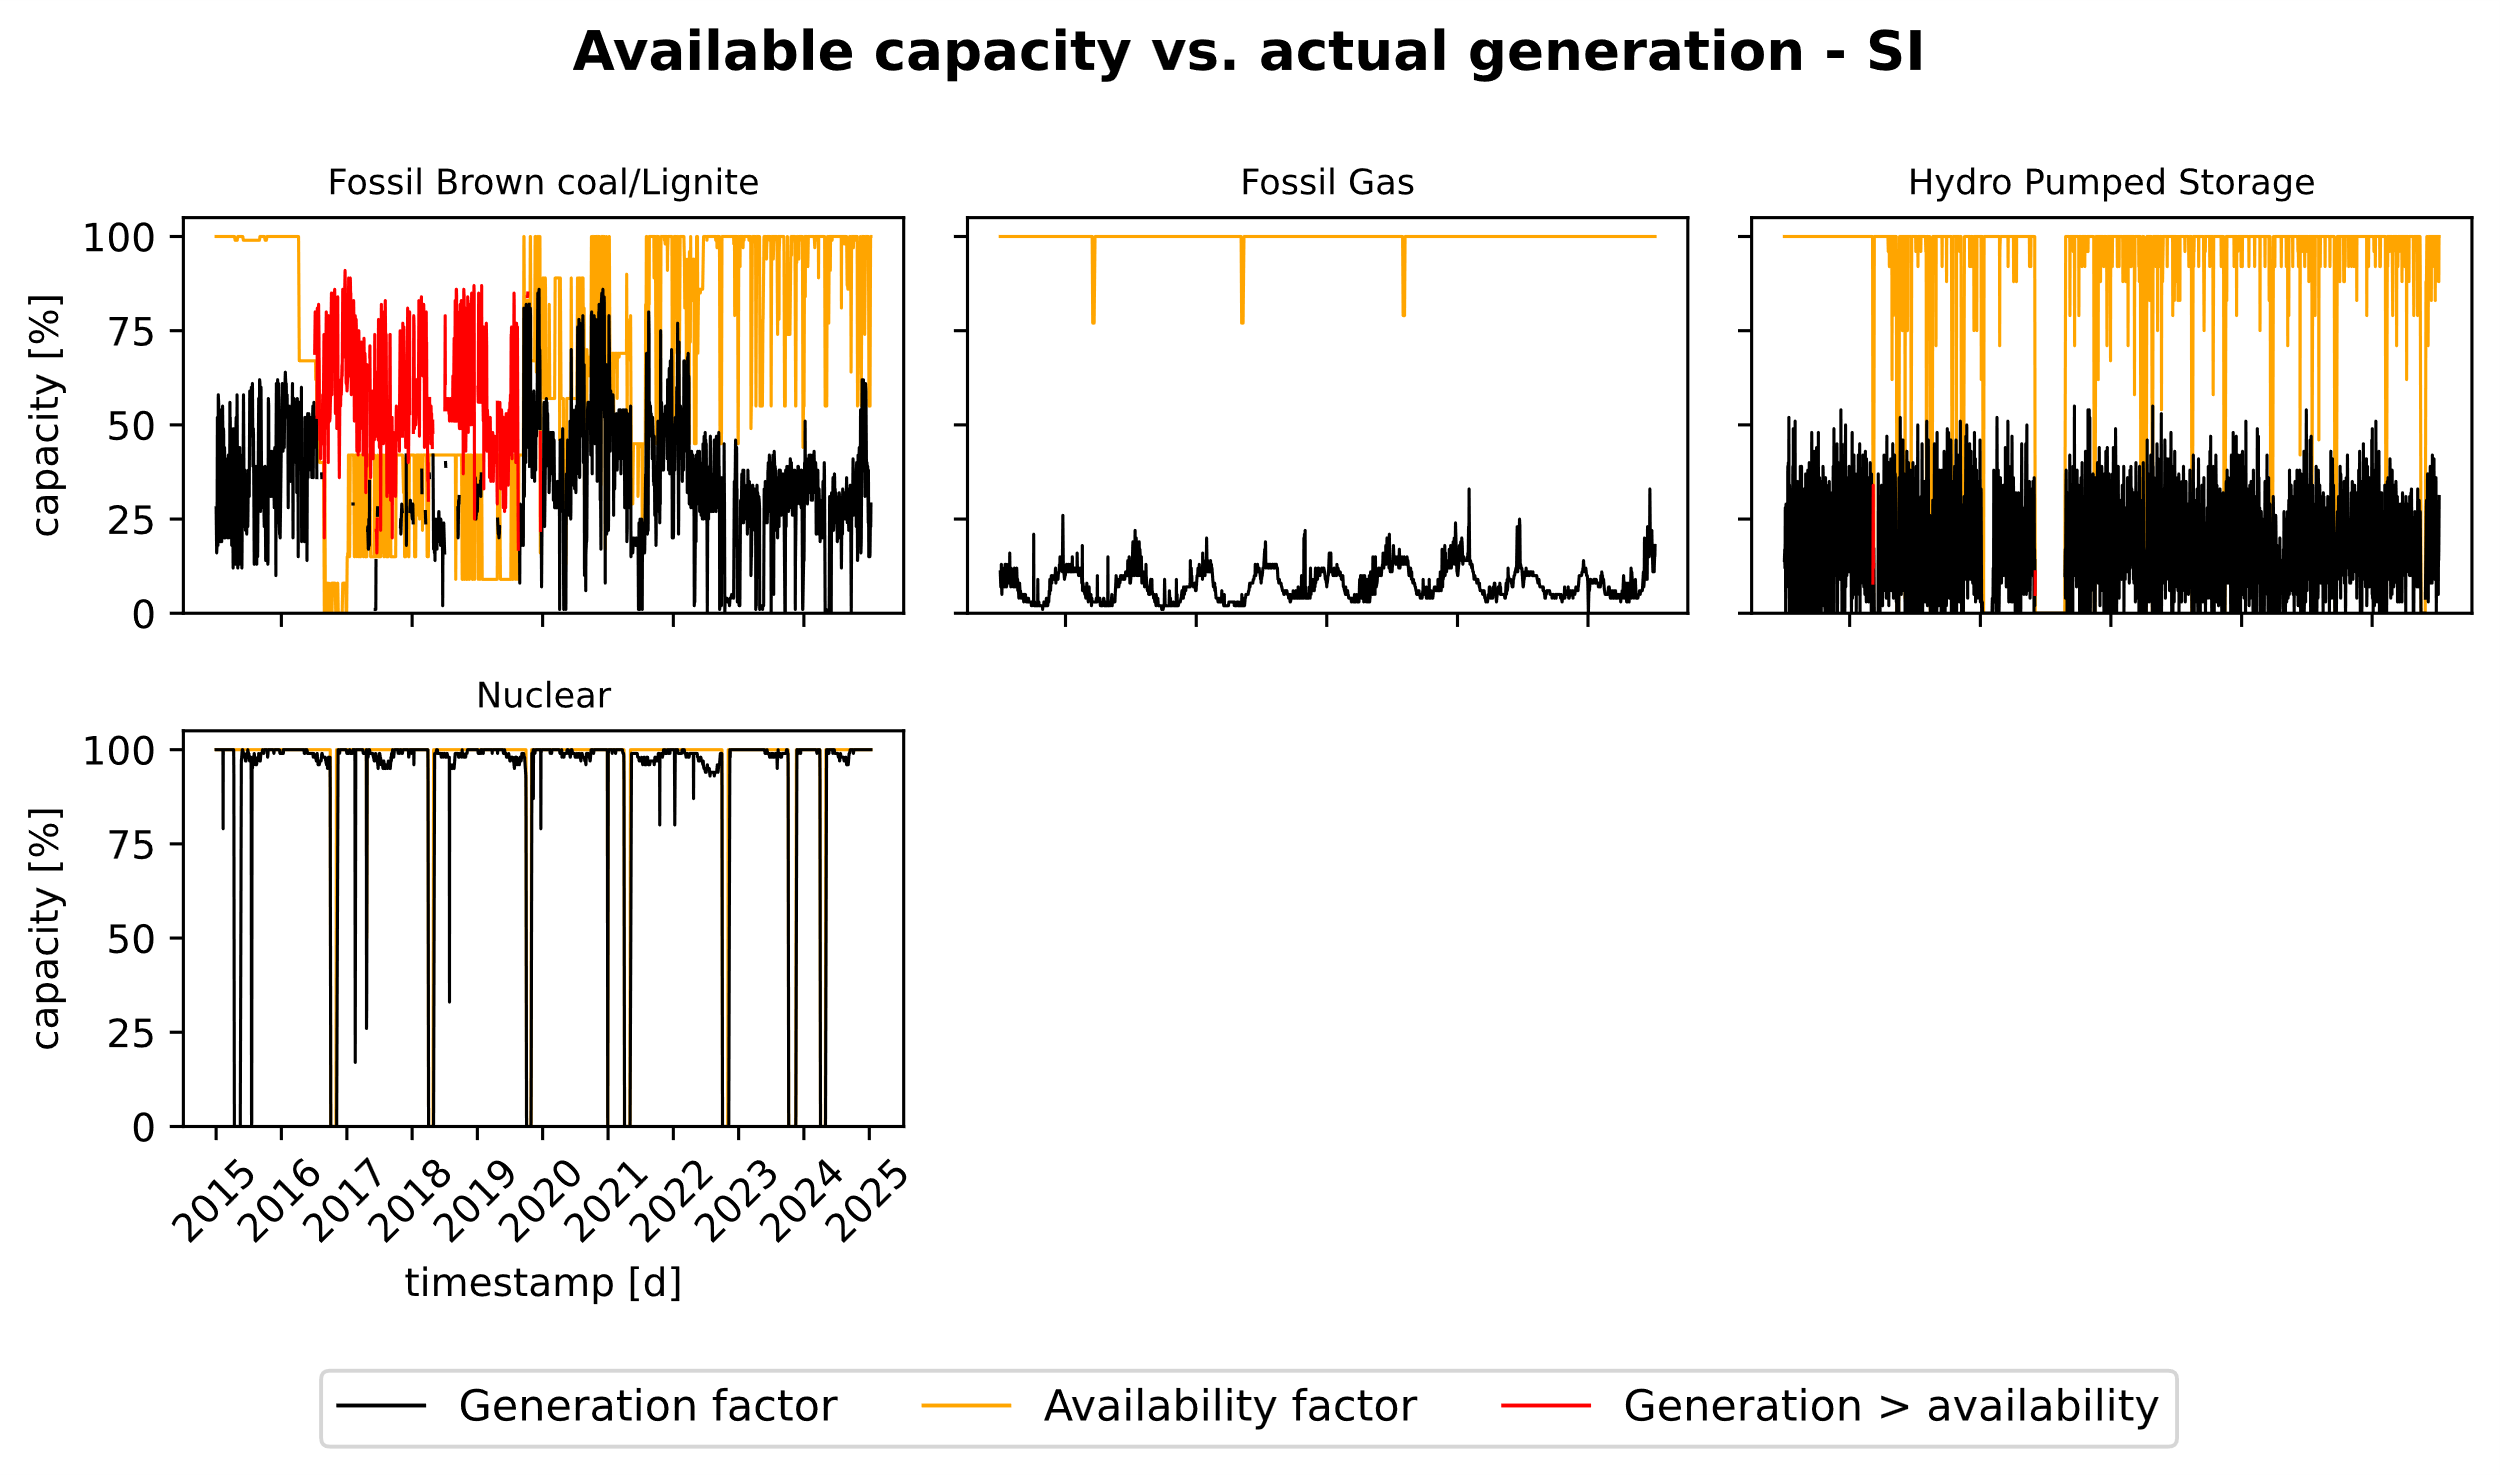 Available capacity vs. actual generation - SI
Fossil Brown coal/Lignite
Fossil Gas
Hydro Pumped Storage
capacity [%]
100
75
50
25
0
Nuclear
capacity [%]
100
75
50
25
0
2015
2016
2017
2018
2019
2020
2021
2022
2023
2024
2025
timestamp [d]
Generation factor
Availability factor
Generation > availability